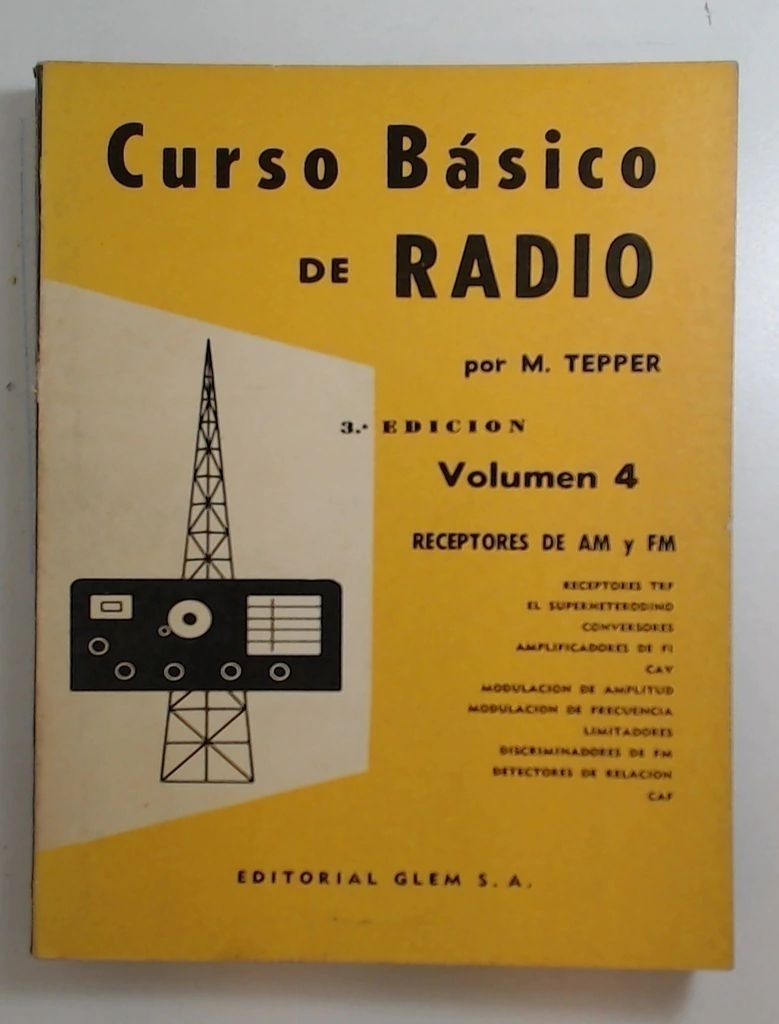 Curso Básico
DE RADIO
por M. TEPPER
3.ª EDICION
Volumen 4
RECEPTORES DE AM y FM
RECEPTORES TRF
EL SUPERHETERODINO
CONVERSORES
AMPLIFICADORES DE FI
CAV
MODULACION DE AMPLITUD
MODULACION DE FRECUENCIA
LIMITADORES
DISCRIMINADORES DE FM
DETECTORES DE RELACION
CAF
EDITORIAL GLEM S. A.